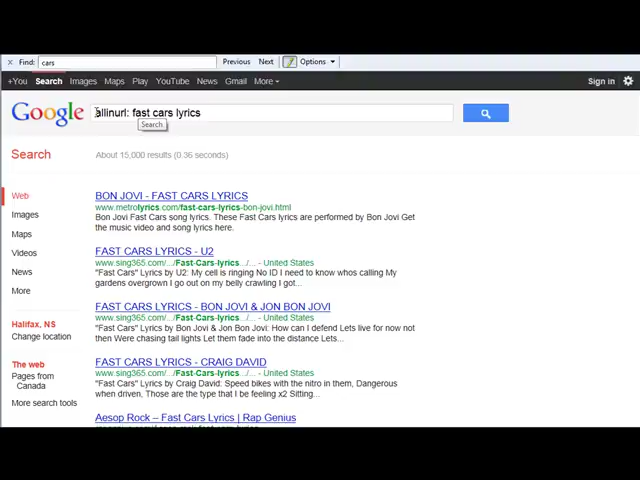 Find: cars Previous Next Options
+You Search Images Maps Play YouTube News Gmail More Sign in
Google allinurl: fast cars lyrics
Search
Search About 15,000 results (0.36 seconds)
Web
Images
Maps
Videos
News
More
Halifax, NS
Change location
The web
Pages from
Canada
More search tools
BON JOVI - FAST CARS LYRICS
www.metrolyrics.com/fast-cars-lyrics-bon-jovi.html
Bon Jovi Fast Cars song lyrics. These Fast Cars lyrics are performed by Bon Jovi Get
the music video and song lyrics here.
FAST CARS LYRICS - U2
www.sing365.com/.../Fast-Cars-lyrics.../... - United States
"Fast Cars" Lyrics by U2: My cell is ringing No ID I need to know whos calling My
gardens overgrown I go out on my belly crawling I got...
FAST CARS LYRICS - BON JOVI & JON BON JOVI
www.sing365.com/.../Fast-Cars-lyrics.../... - United States
"Fast Cars" Lyrics by Bon Jovi & Jon Bon Jovi: How can I defend Lets live for now not
then Were chasing tail lights Let them fade into the distance Lets...
FAST CARS LYRICS - CRAIG DAVID
www.sing365.com/.../Fast-Cars-lyrics.../... - United States
"Fast Cars" Lyrics by Craig David: Speed bikes with the nitro in them, Dangerous
when driven, Those are the type that I be feeling x2 Sitting...
Aesop Rock – Fast Cars Lyrics | Rap Genius